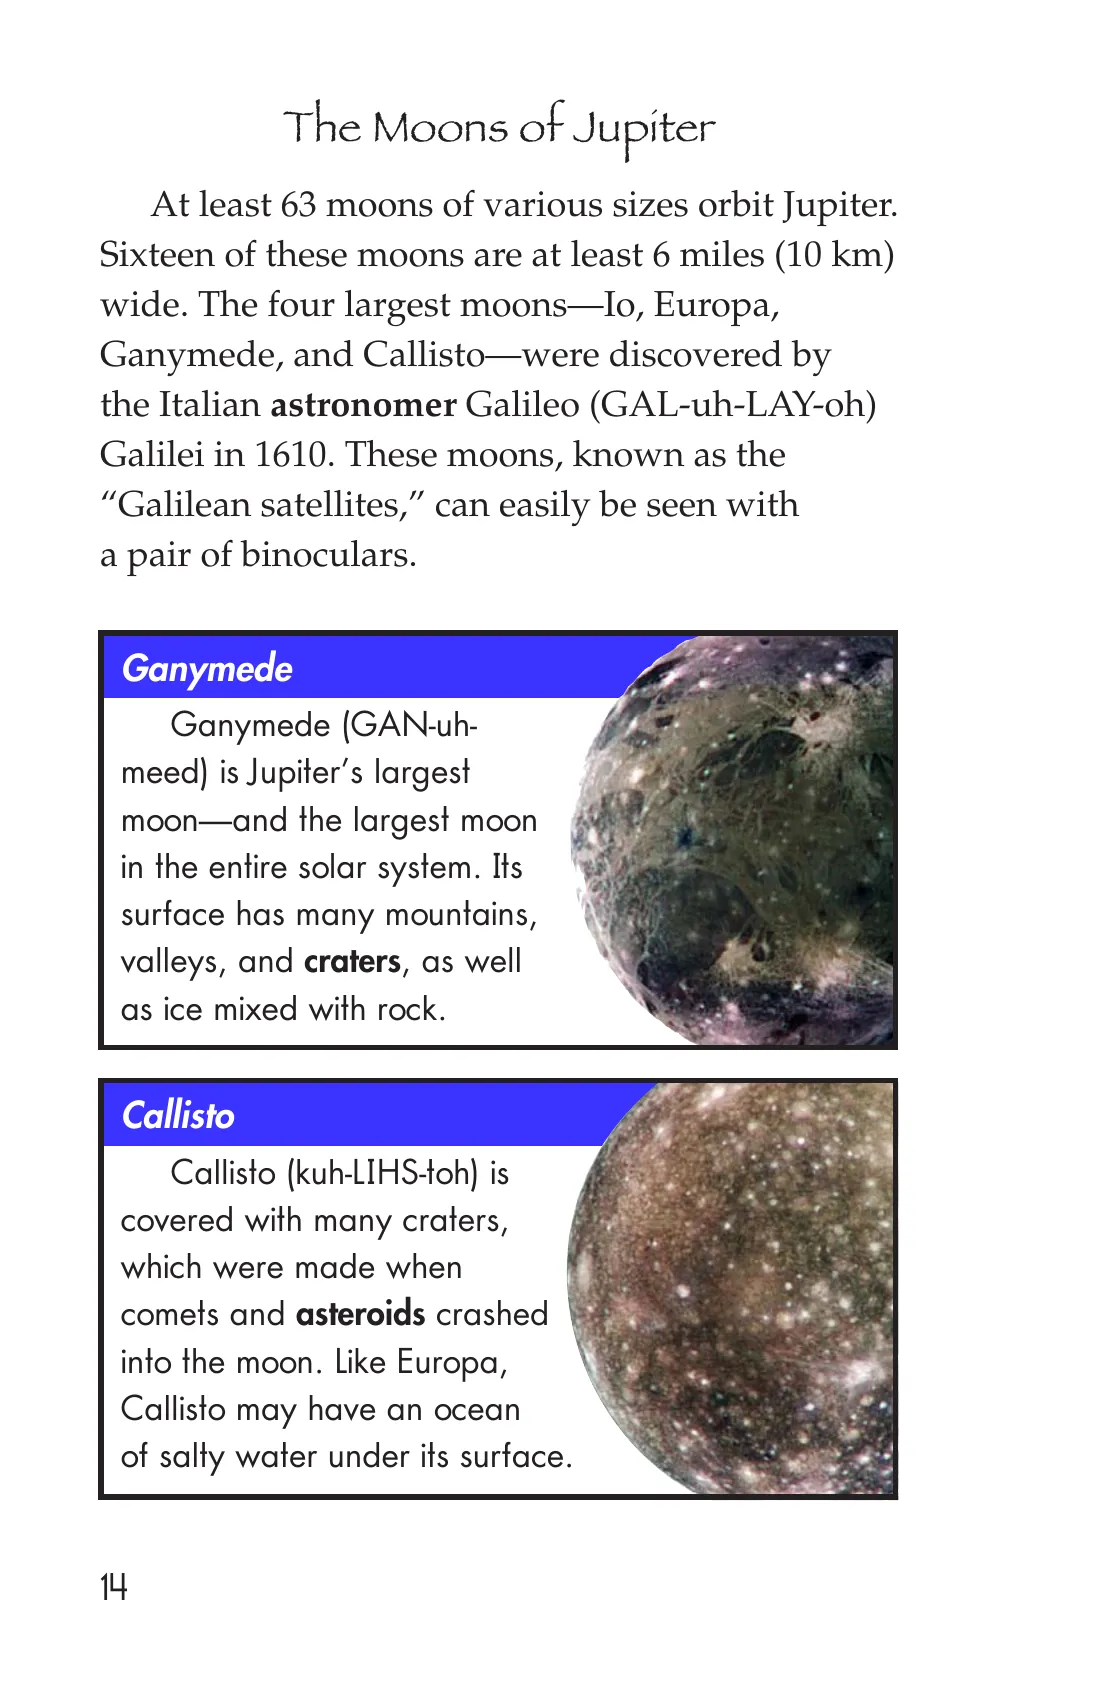 The Moons of Jupiter
At least 63 moons of various sizes orbit Jupiter.
Sixteen of these moons are at least 6 miles (10 km)
wide. The four largest moons—Io, Europa,
Ganymede, and Callisto—were discovered by
the Italian astronomer Galileo (GAL-uh-LAY-oh)
Galilei in 1610. These moons, known as the
“Galilean satellites,” can easily be seen with
a pair of binoculars.
Ganymede
Ganymede (GAN-uh-
meed) is Jupiter’s largest
moon—and the largest moon
in the entire solar system. Its
surface has many mountains,
valleys, and craters, as well
as ice mixed with rock.
Callisto
Callisto (kuh-LIHS-toh) is
covered with many craters,
which were made when
comets and asteroids crashed
into the moon. Like Europa,
Callisto may have an ocean
of salty water under its surface.
14